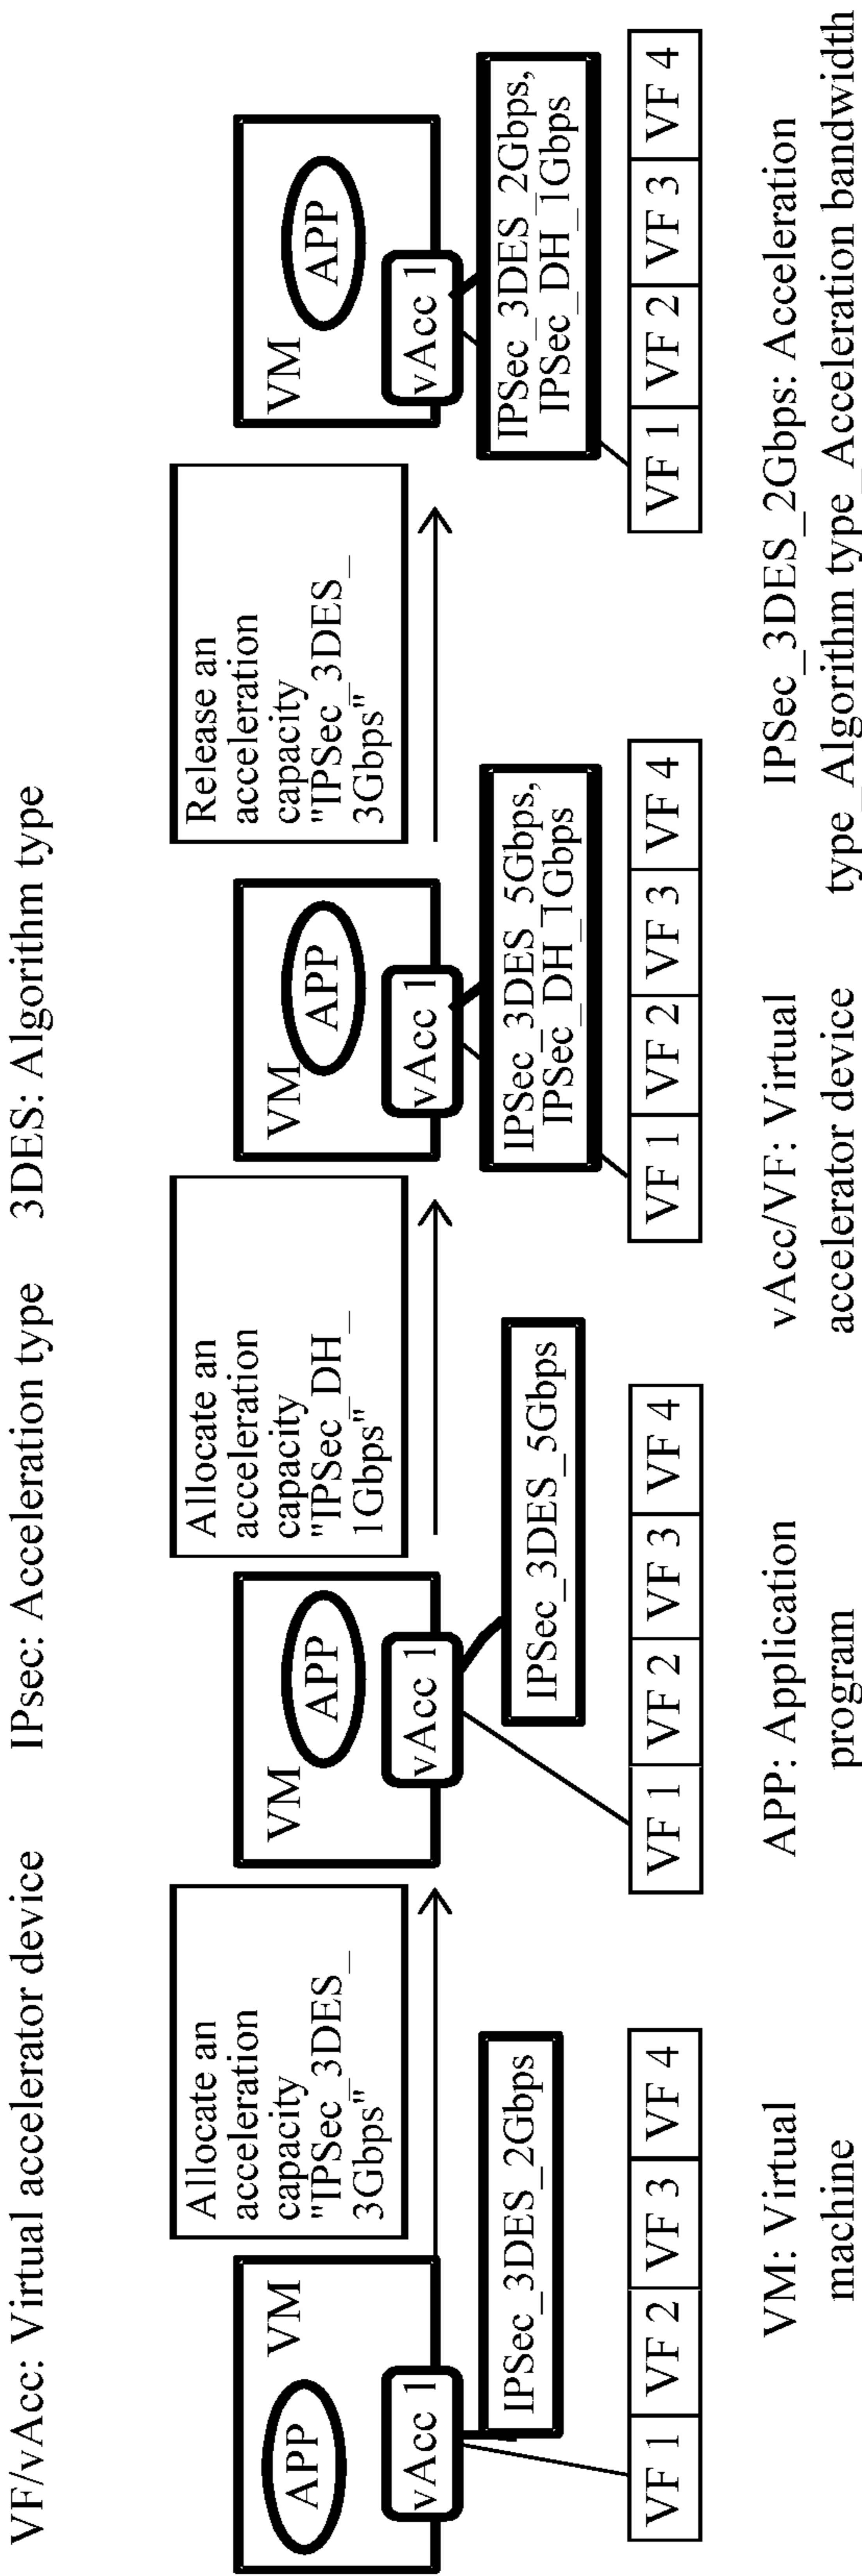 VF/vAcc: Virtual accelerator device IPsec: Acceleration type 3DES: Algorithm type
APP
VM
vAcc 1
IPSec_3DES_2Gbps
VF 1 VF 2 VF 3 VF 4
Allocate an
acceleration
capacity
"IPSec_3DES_
3Gbps"
VM
APP
vAcc 1
IPSec_3DES_5Gbps
VF 1 VF 2 VF 3 VF 4
Allocate an
acceleration
capacity
"IPSec_DH_
1Gbps"
VM
APP
vAcc 1
IPSec_3DES_5Gbps,
IPSec_DH_1Gbps
VF 1 VF 2 VF 3 VF 4
Release an
acceleration
capacity
"IPSec_3DES_
3Gbps"
VM
APP
vAcc 1
IPSec_3DES_2Gbps,
IPSec_DH_1Gbps
VF 1 VF 2 VF 3 VF 4
VM: Virtual
machine
APP: Application
program
vAcc/VF: Virtual
accelerator device
IPSec_3DES_2Gbps: Acceleration
type_Algorithm type_Acceleration bandwidth